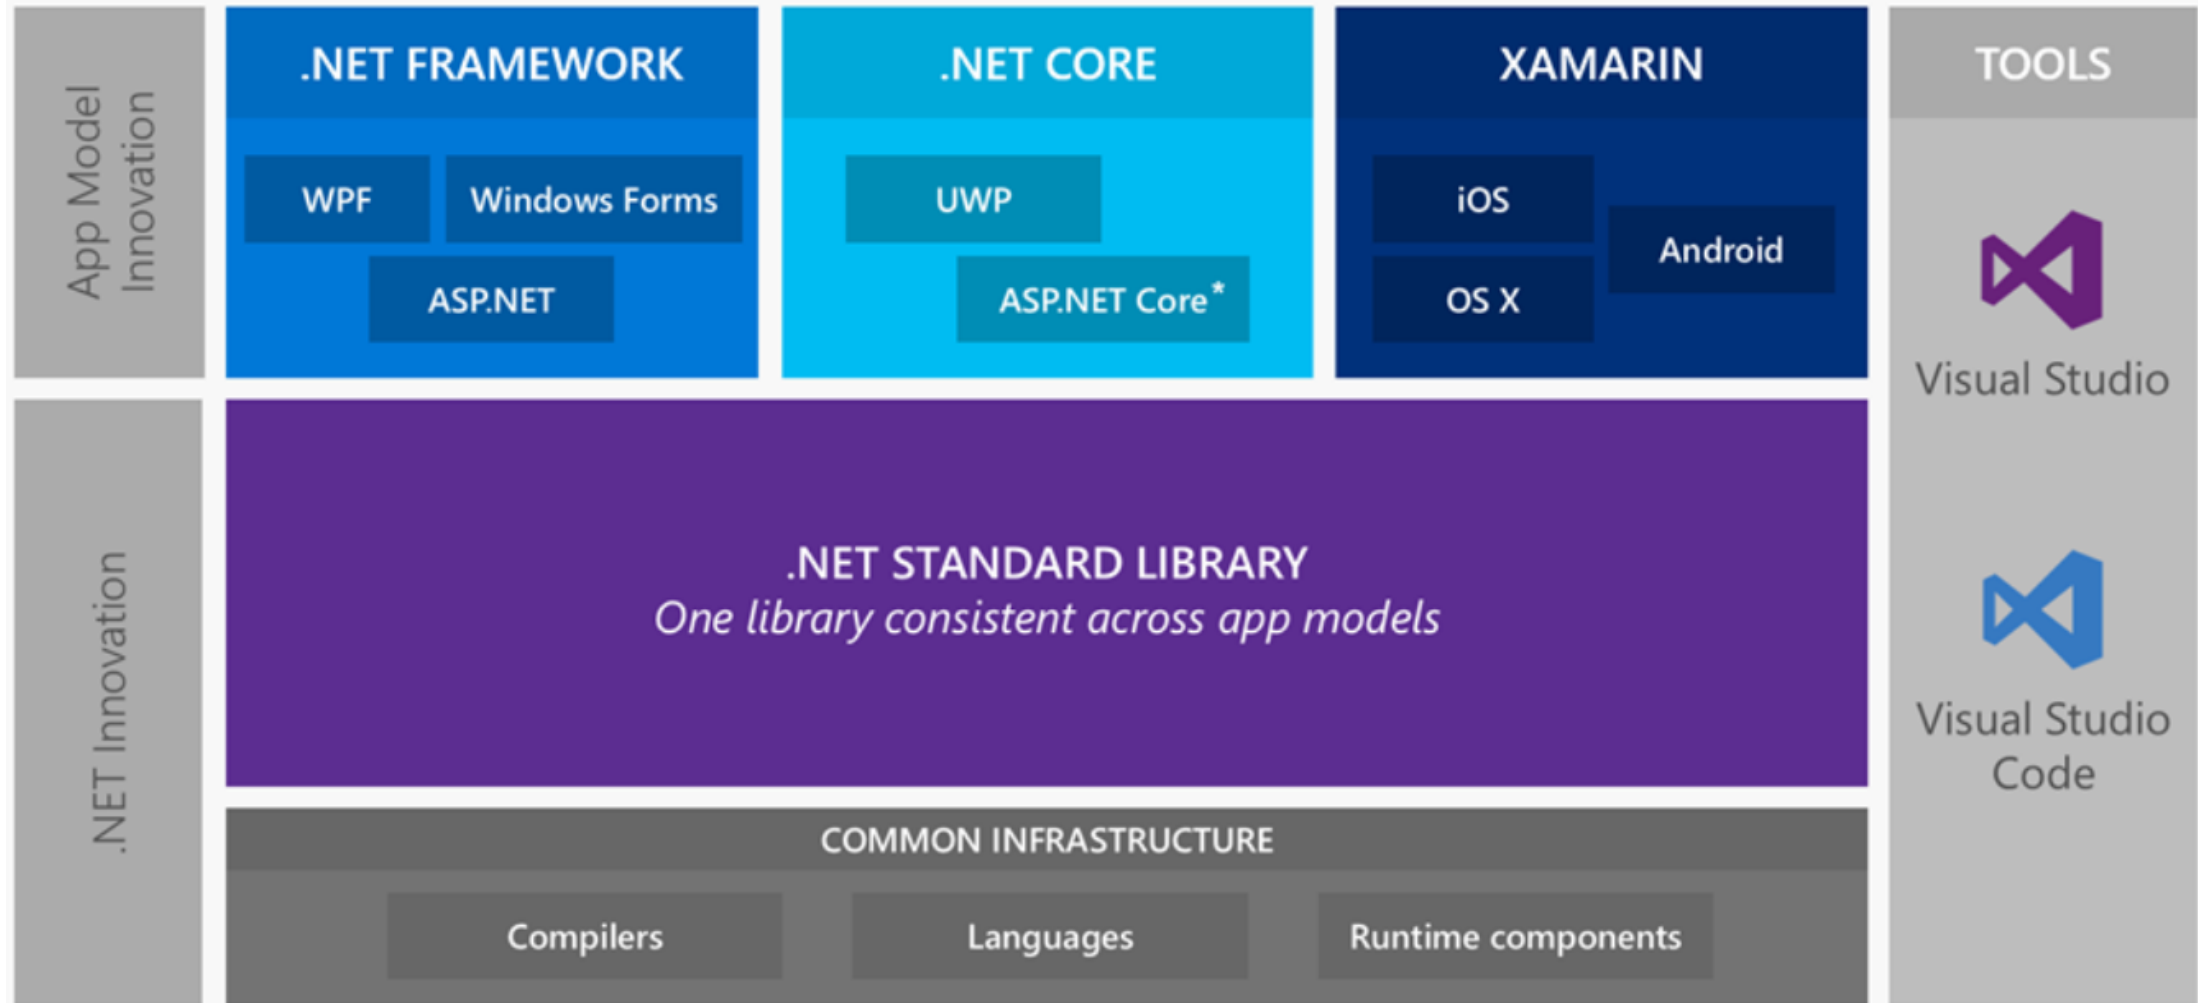 App Model
Innovation
.NET FRAMEWORK
WPF
Windows Forms
ASP.NET
.NET CORE
UWP
ASP.NET Core*
XAMARIN
iOS
Android
OS X
TOOLS
Visual Studio
Visual Studio
Code
.NET Innovation
.NET STANDARD LIBRARY
One library consistent across app models
COMMON INFRASTRUCTURE
Compilers
Languages
Runtime components